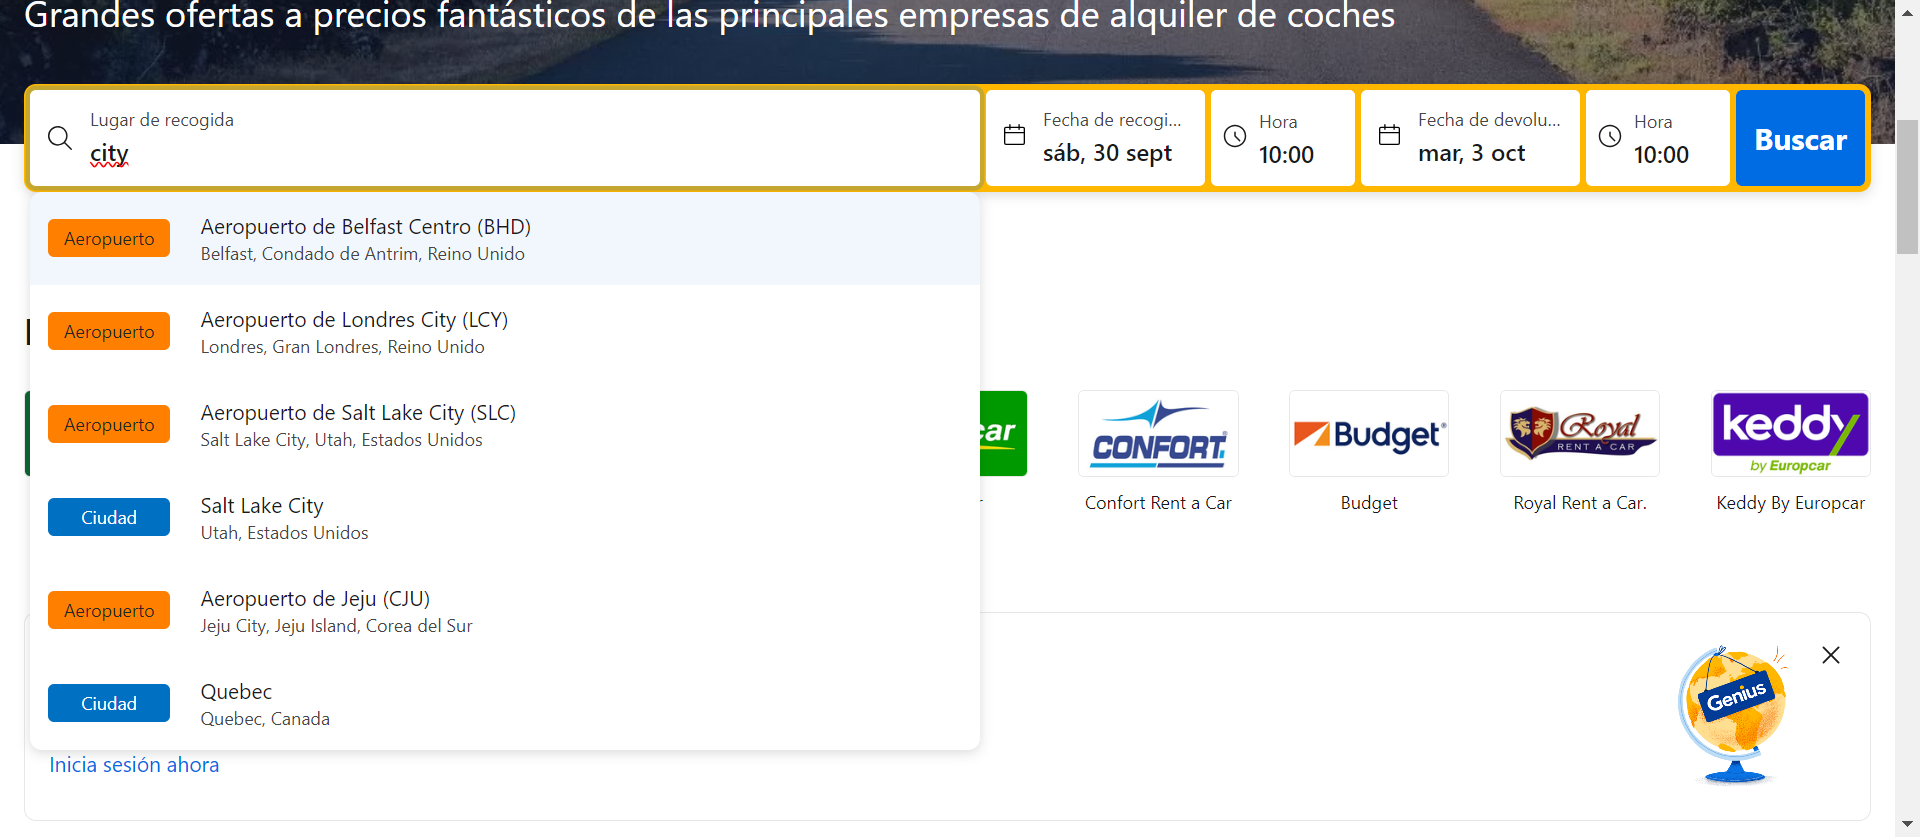 Grandes ofertas a precios fantásticos de las principales empresas de alquiler de coches
Lugar de recogida
city
Fecha de recogi...
sáb, 30 sept
Hora
10:00
Fecha de devolu...
mar, 3 oct
Hora
10:00
Buscar
Aeropuerto
Aeropuerto de Belfast Centro (BHD)
Belfast, Condado de Antrim, Reino Unido
Aeropuerto
Aeropuerto de Londres City (LCY)
Londres, Gran Londres, Reino Unido
Aeropuerto
Aeropuerto de Salt Lake City (SLC)
Salt Lake City, Utah, Estados Unidos
Ciudad
Salt Lake City
Utah, Estados Unidos
Aeropuerto
Aeropuerto de Jeju (CJU)
Jeju City, Jeju Island, Corea del Sur
Ciudad
Quebec
Quebec, Canada
CONFORT
Confort Rent a Car
Budget
Budget
Royal
RENT A CAR
Royal Rent a Car.
keddy
by Europcar
Keddy By Europcar
Genius
Inicia sesión ahora